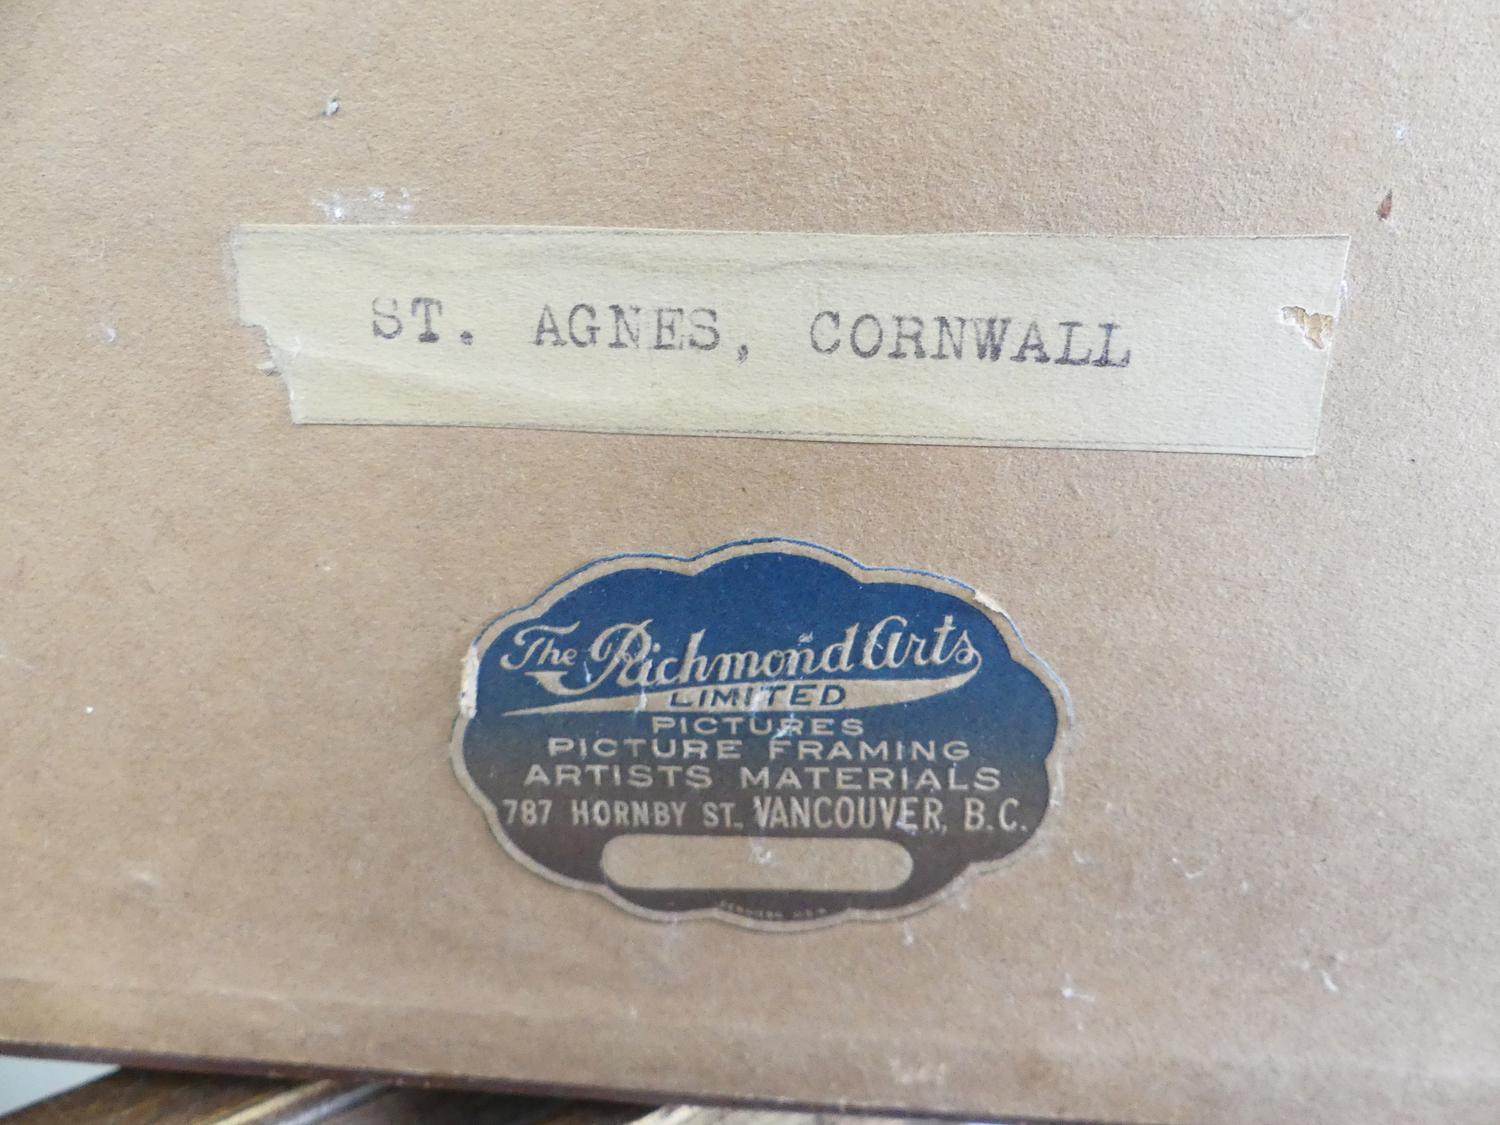 ST. AGNES, CORNWALL
The Richmond Arts
LIMITED
PICTURES
PICTURE FRAMING
ARTISTS MATERIALS
787 HORNBY ST. VANCOUVER, B.C.